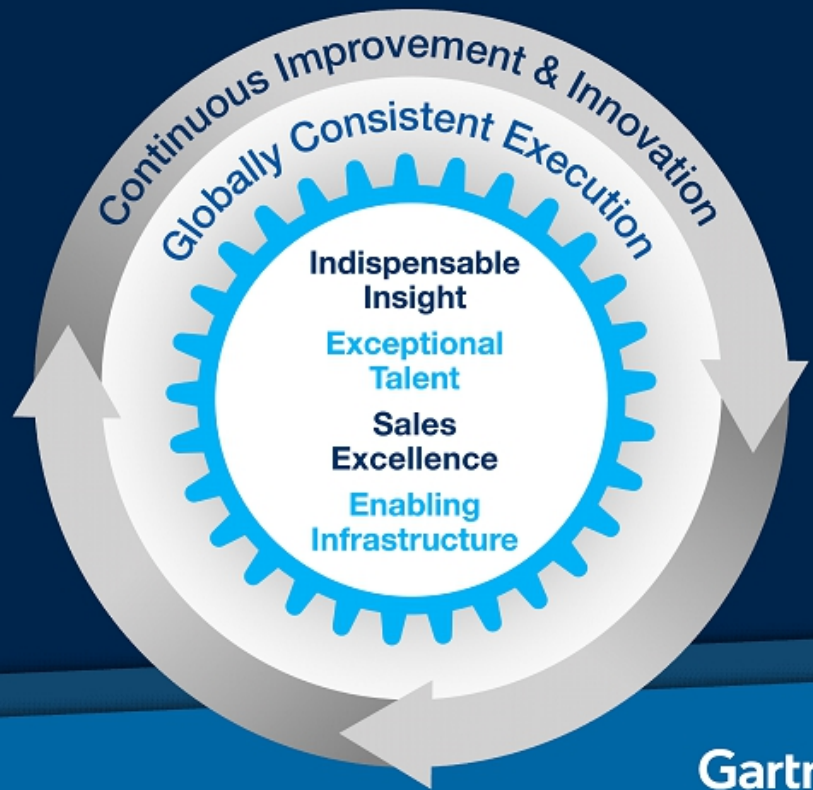 Continuous Improvement & Innovation
Globally Consistent Execution
Indispensable
Insight
Exceptional
Talent
Sales
Excellence
Enabling
Infrastructure